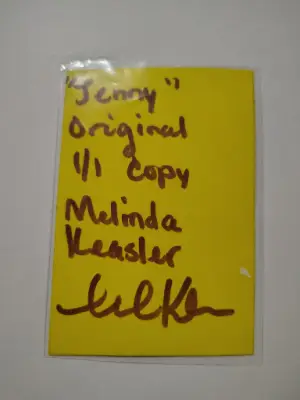 "Jenny"
Original
1/1 Copy
Melinda
Keasler